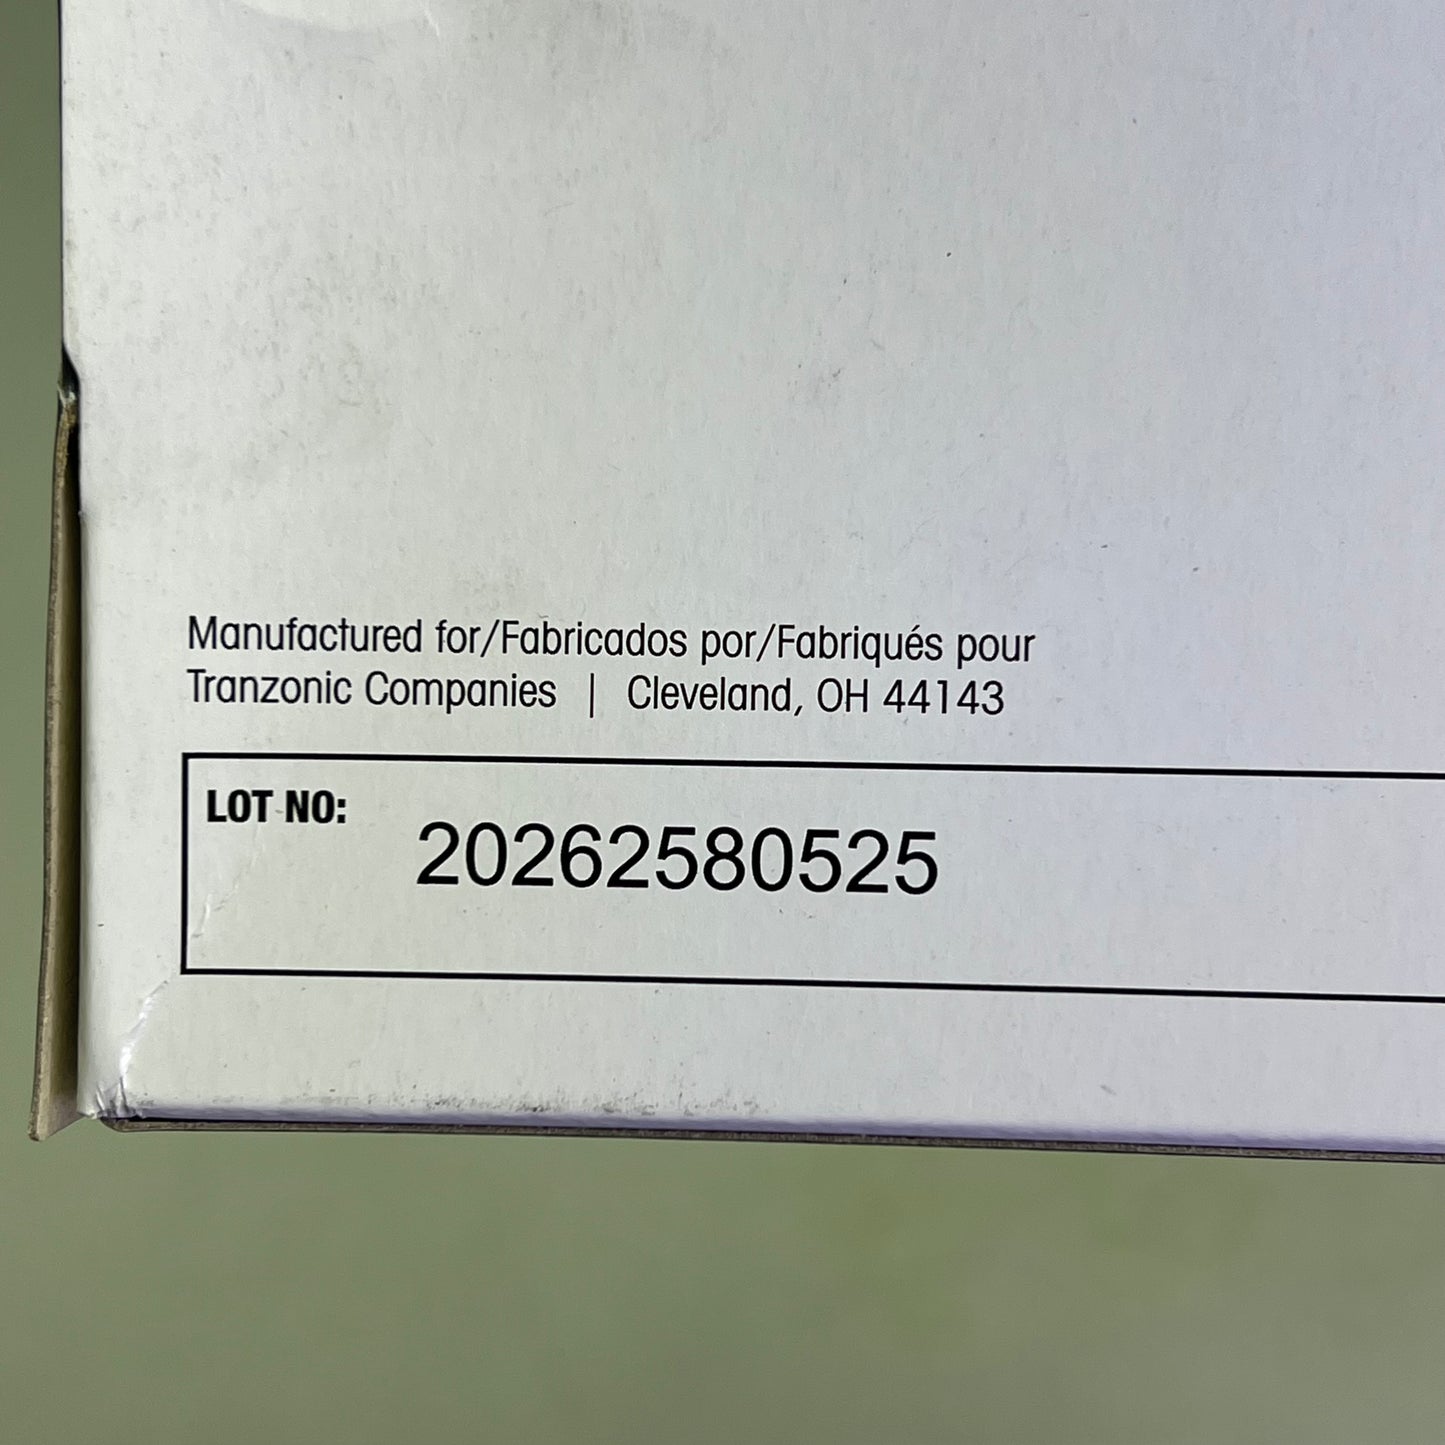 Manufactured for/Fabricados por/Fabriqués pour
Tranzonic Companies | Cleveland, OH 44143
LOT NO:
20262580525